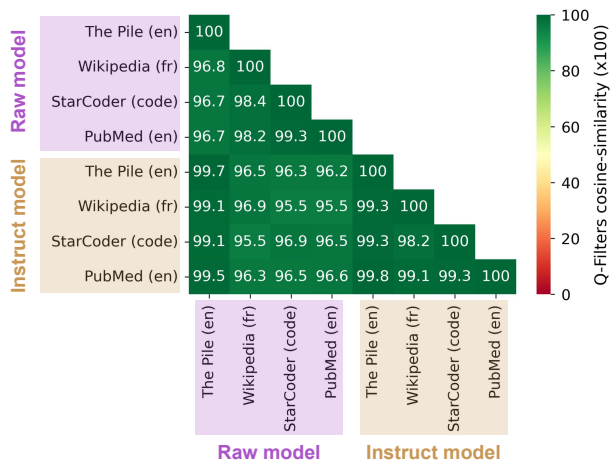 Raw model
Instruct model
The Pile (en)
Wikipedia (fr)
StarCoder (code)
PubMed (en)
The Pile (en)
Wikipedia (fr)
StarCoder (code)
PubMed (en)
100
96.8 100
96.7 98.4 100
96.7 98.2 99.3 100
99.7 96.5 96.3 96.2 100
99.1 96.9 95.5 95.5 99.3 100
99.1 95.5 96.9 96.5 99.3 98.2 100
99.5 96.3 96.5 96.6 99.8 99.1 99.3 100
The Pile (en)
Wikipedia (fr)
StarCoder (code)
PubMed (en)
The Pile (en)
Wikipedia (fr)
StarCoder (code)
PubMed (en)
Raw model
Instruct model
100
80
60
40
20
0
Q-Filters cosine-similarity (x100)